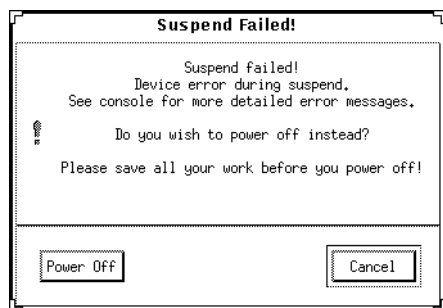 Suspend Failed!
Suspend failed!
Device error during suspend.
See console for more detailed error messages.
Do you wish to power off instead?
Please save all your work before you power off!
Power Off
Cancel